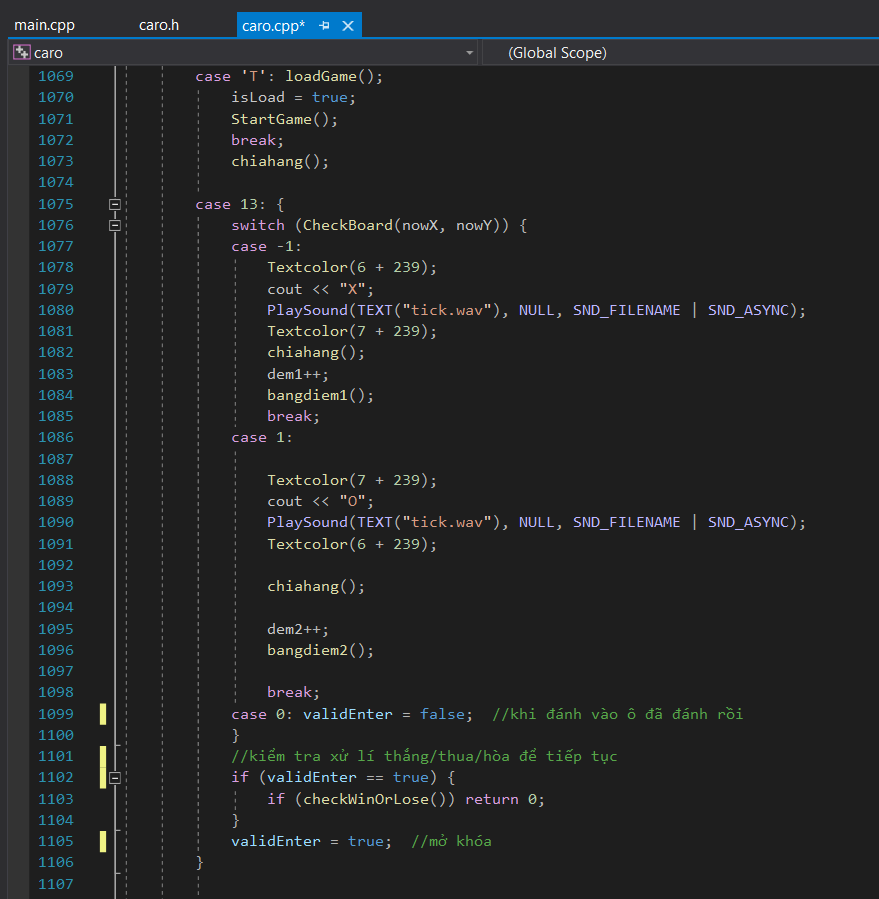 main.cpp caro.h caro.cpp*
caro (Global Scope)
1069 case 'T': loadGame();
1070 isLoad = true;
1071 StartGame();
1072 break;
1073 chiahang();
1074
1075 case 13: {
1076 switch (CheckBoard(nowX, nowY)) {
1077 case -1:
1078 Textcolor(6 + 239);
1079 cout << "X";
1080 PlaySound(TEXT("tick.wav"), NULL, SND_FILENAME | SND_ASYNC);
1081 Textcolor(7 + 239);
1082 chiahang();
1083 dem1++;
1084 bangdiem1();
1085 break;
1086 case 1:
1087
1088 Textcolor(7 + 239);
1089 cout << "O";
1090 PlaySound(TEXT("tick.wav"), NULL, SND_FILENAME | SND_ASYNC);
1091 Textcolor(6 + 239);
1092
1093 chiahang();
1094
1095 dem2++;
1096 bangdiem2();
1097
1098 break;
1099 case 0: validEnter = false; //khi đánh vào ô đã đánh rồi
1100 }
1101 //kiểm tra xử lí thắng/thua/hòa để tiếp tục
1102 if (validEnter == true) {
1103 if (checkWinOrLose()) return 0;
1104 }
1105 validEnter = true; //mở khóa
1106 }
1107